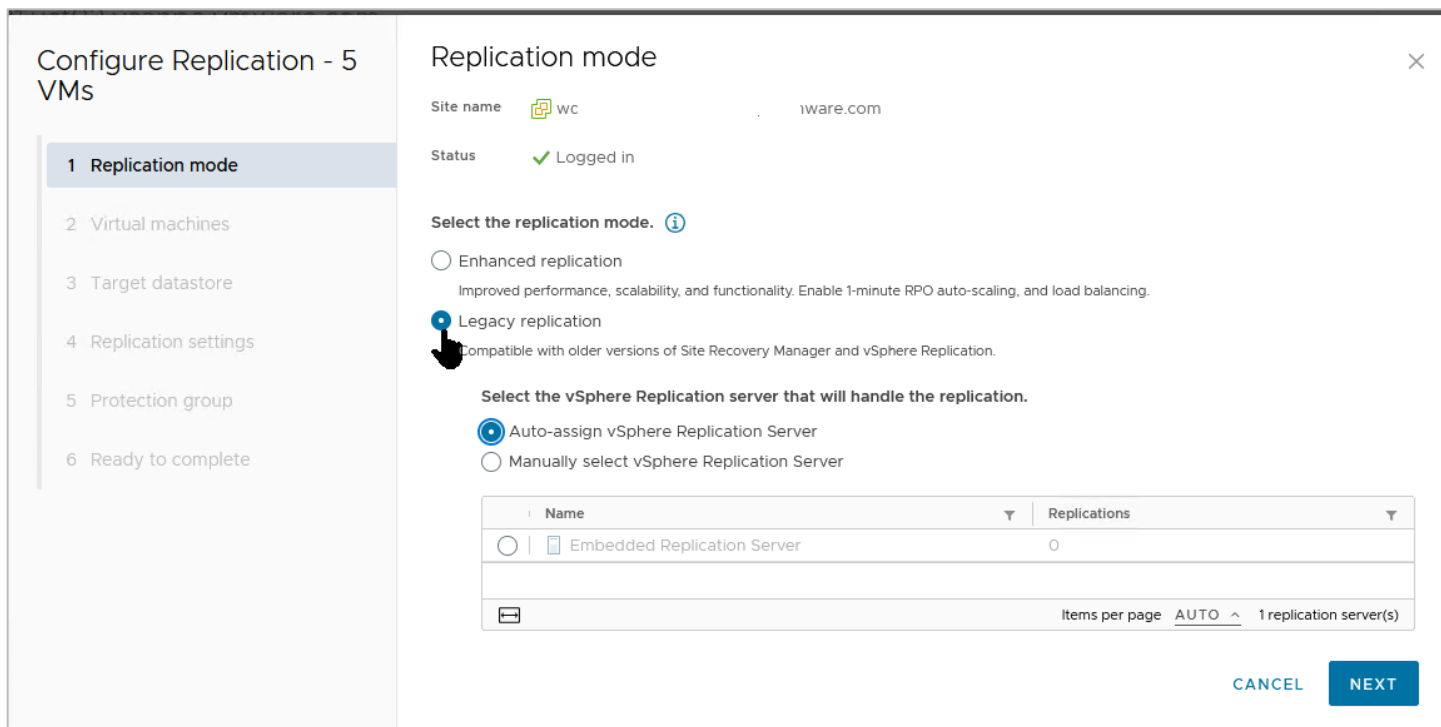 Configure Replication - 5
VMs
1 Replication mode
2 Virtual machines
3 Target datastore
4 Replication settings
5 Protection group
6 Ready to complete
Replication mode
Site name wc ware.com
Status Logged in
Select the replication mode.
Enhanced replication
Improved performance, scalability, and functionality. Enable 1-minute RPO auto-scaling, and load balancing.
Legacy replication
Compatible with older versions of Site Recovery Manager and vSphere Replication.
Select the vSphere Replication server that will handle the replication.
Auto-assign vSphere Replication Server
Manually select vSphere Replication Server
Name Replications
Embedded Replication Server 0
Items per page AUTO 1 replication server(s)
CANCEL NEXT